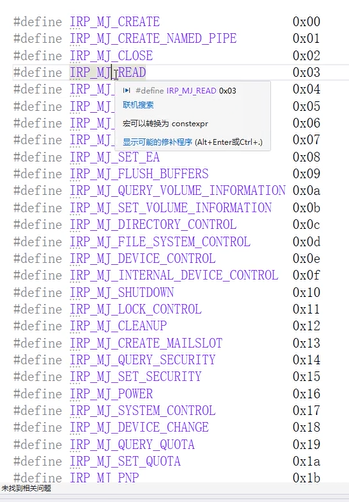 #define IRP_MJ_CREATE 0x00
#define IRP_MJ_CREATE_NAMED_PIPE 0x01
#define IRP_MJ_CLOSE 0x02
#define IRP_MJ_READ 0x03
#define IRP_MJ_ 0x04
#define IRP_MJ_ 0x05
#define IRP_MJ_ 0x06
#define IRP_MJ_ 0x07
#define IRP_MJ_READ 0x03
联机搜索
宏可以转换为 constexpr
显示可能的修补程序 (Alt+Enter或Ctrl+.)
#define IRP_MJ_SET_EA 0x08
#define IRP_MJ_FLUSH_BUFFERS 0x09
#define IRP_MJ_QUERY_VOLUME_INFORMATION 0x0a
#define IRP_MJ_SET_VOLUME_INFORMATION 0x0b
#define IRP_MJ_DIRECTORY_CONTROL 0x0c
#define IRP_MJ_FILE_SYSTEM_CONTROL 0x0d
#define IRP_MJ_DEVICE_CONTROL 0x0e
#define IRP_MJ_INTERNAL_DEVICE_CONTROL 0x0f
#define IRP_MJ_SHUTDOWN 0x10
#define IRP_MJ_LOCK_CONTROL 0x11
#define IRP_MJ_CLEANUP 0x12
#define IRP_MJ_CREATE_MAILSLOT 0x13
#define IRP_MJ_QUERY_SECURITY 0x14
#define IRP_MJ_SET_SECURITY 0x15
#define IRP_MJ_POWER 0x16
#define IRP_MJ_SYSTEM_CONTROL 0x17
#define IRP_MJ_DEVICE_CHANGE 0x18
#define IRP_MJ_QUERY_QUOTA 0x19
#define IRP_MJ_SET_QUOTA 0x1a
#define IRP_MJ_PNP 0x1b
未找到相关问题